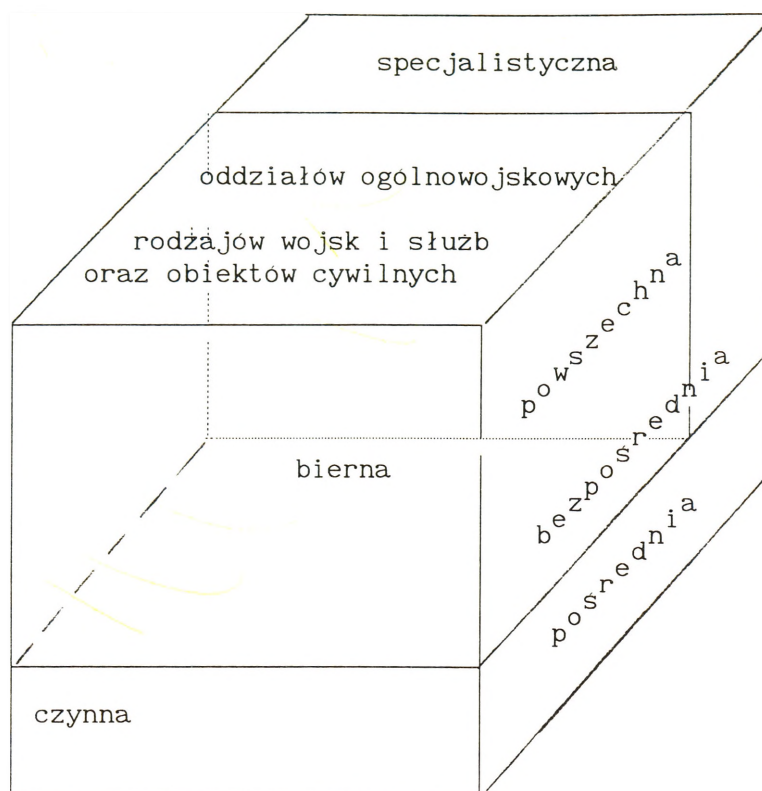 specjalistyczna
oddziałów ogólnowojskowych
rodzajów wojsk i służb
oraz obiektów cywilnych
powszechna
bezpośrednia
bierna
pośrednia
czynna